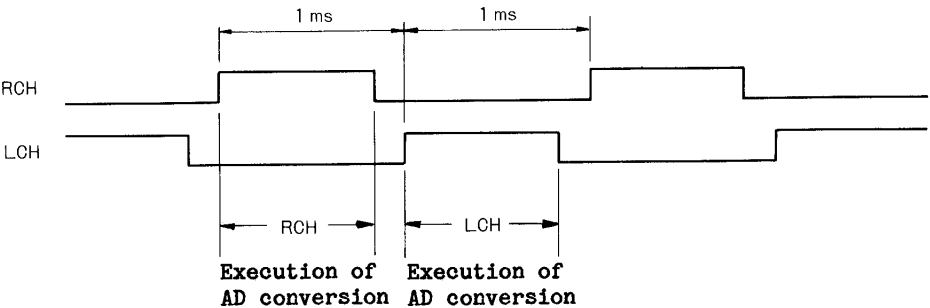 1 ms 1 ms
RCH
LCH
RCH LCH
Execution of Execution of
AD conversion AD conversion